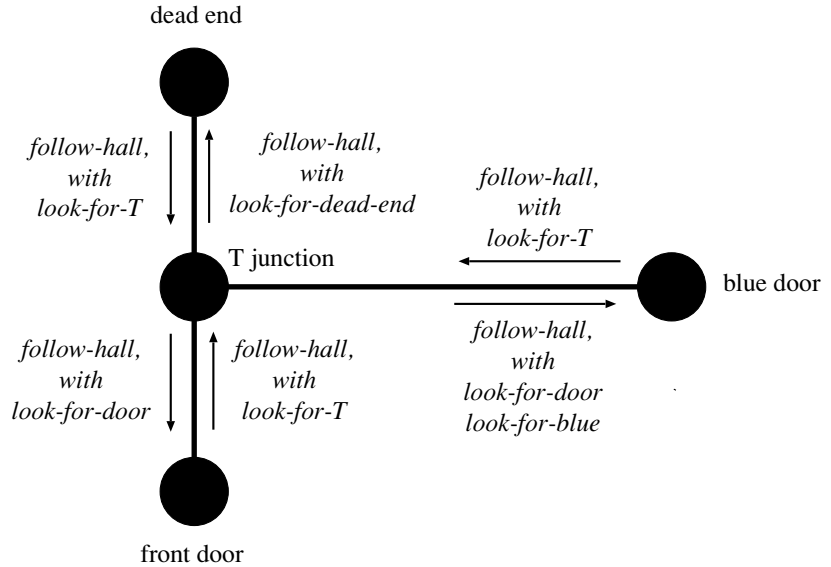 dead end
follow-hall,
with
look-for-T
follow-hall,
with
look-for-dead-end
follow-hall,
with
look-for-T
T junction
blue door
follow-hall,
with
look-for-door
follow-hall,
with
look-for-T
follow-hall,
with
look-for-door
look-for-blue
front door